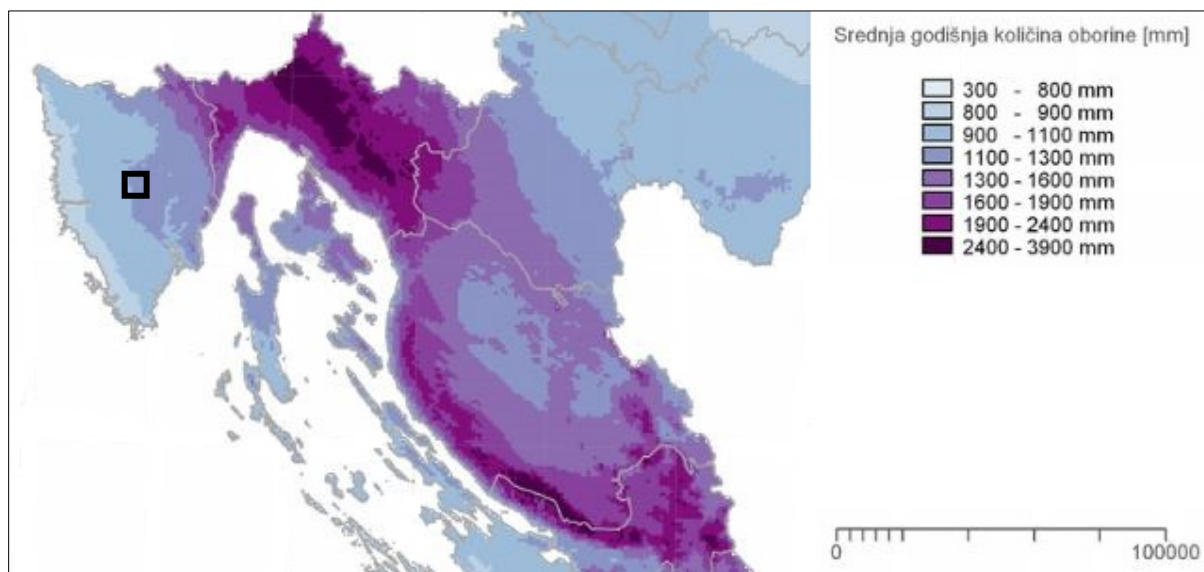 Srednja godišnja količina oborine [mm]
300 - 800 mm
800 - 900 mm
900 - 1100 mm
1100 - 1300 mm
1300 - 1600 mm
1600 - 1900 mm
1900 - 2400 mm
2400 - 3900 mm
0 100000